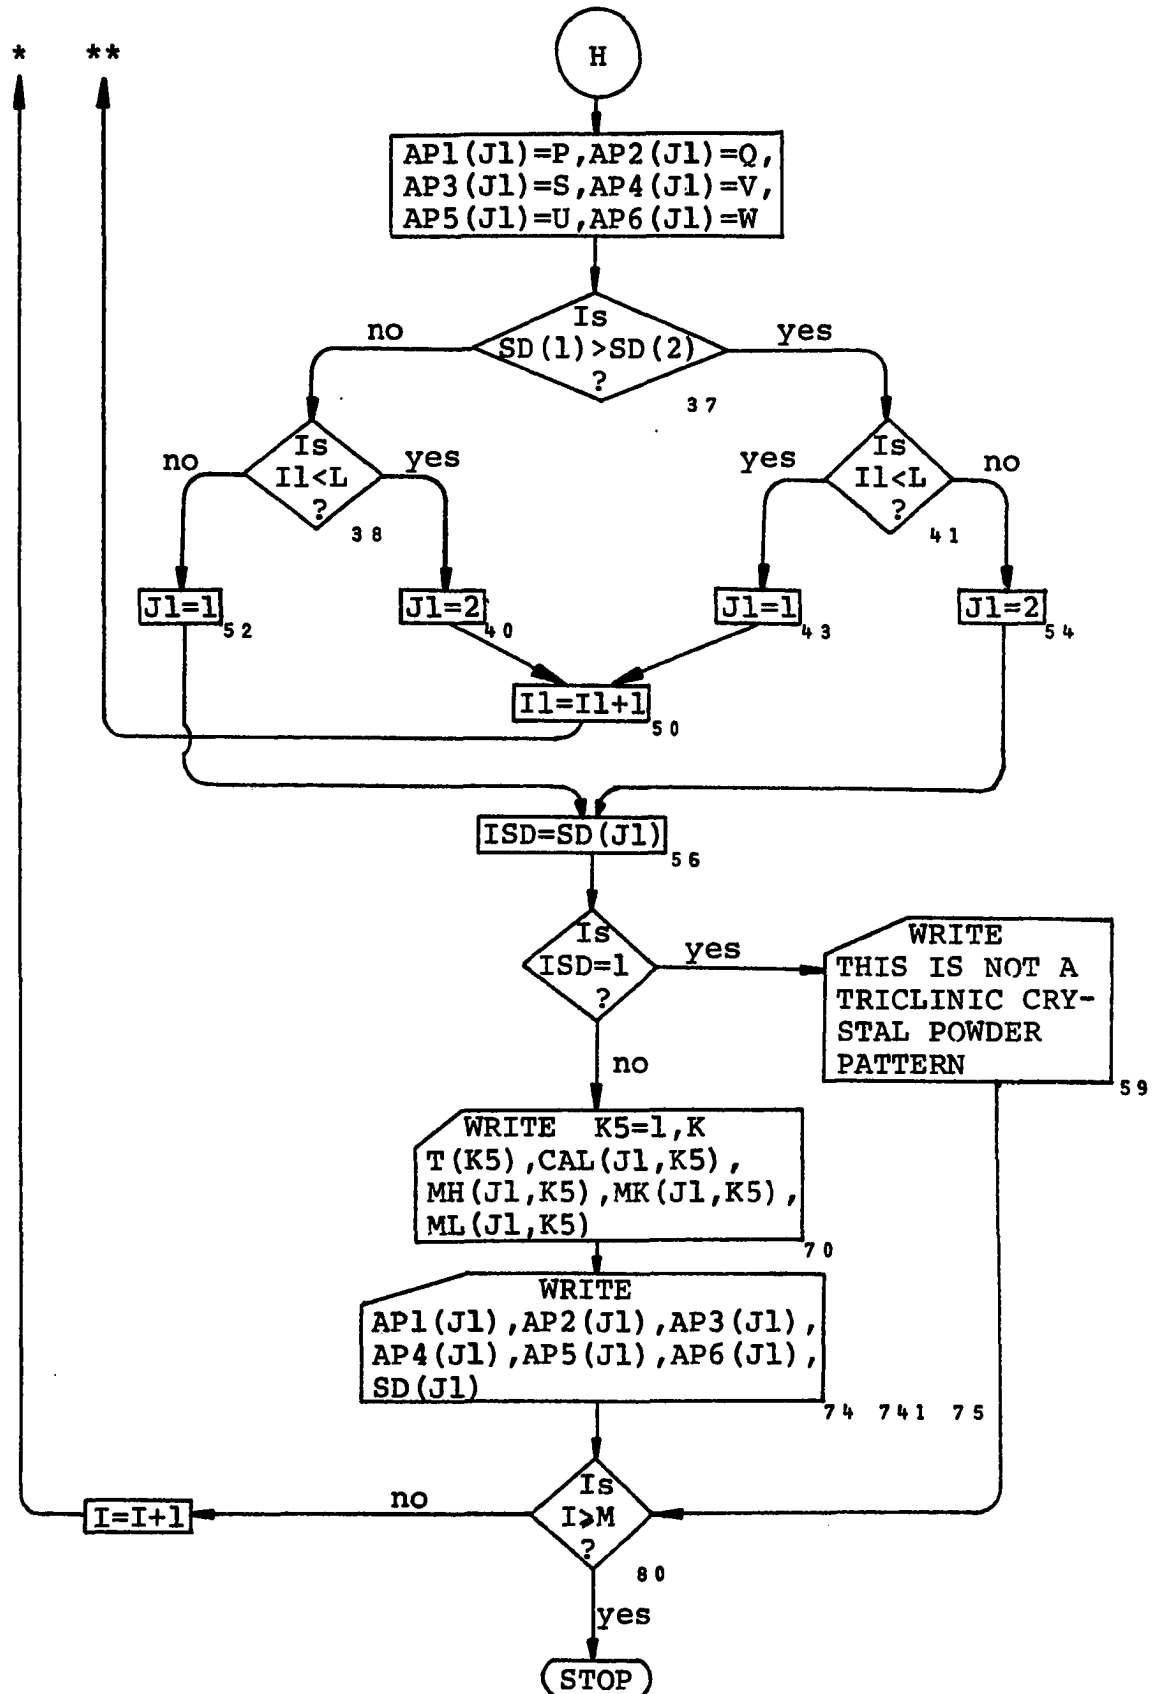 * **
H
AP1(J1)=P,AP2(J1)=Q,
AP3(J1)=S,AP4(J1)=V,
AP5(J1)=U,AP6(J1)=W
Is
SD(1)>SD(2)
?
no
yes
37
Is
I1<L
?
no
yes
38
Is
I1<L
?
yes
no
41
J1=1
52
J1=2
40
J1=1
43
J1=2
54
I1=I1+1
50
ISD=SD(J1)
56
Is
ISD=1
?
yes
no
WRITE
THIS IS NOT A
TRICLINIC CRY-
STAL POWDER
PATTERN
59
WRITE K5=1,K
T(K5),CAL(J1,K5),
MH(J1,K5),MK(J1,K5),
ML(J1,K5)
70
WRITE
AP1(J1),AP2(J1),AP3(J1),
AP4(J1),AP5(J1),AP6(J1),
SD(J1)
74 741 75
Is
I⩾M
?
no
80
I=I+1
yes
STOP